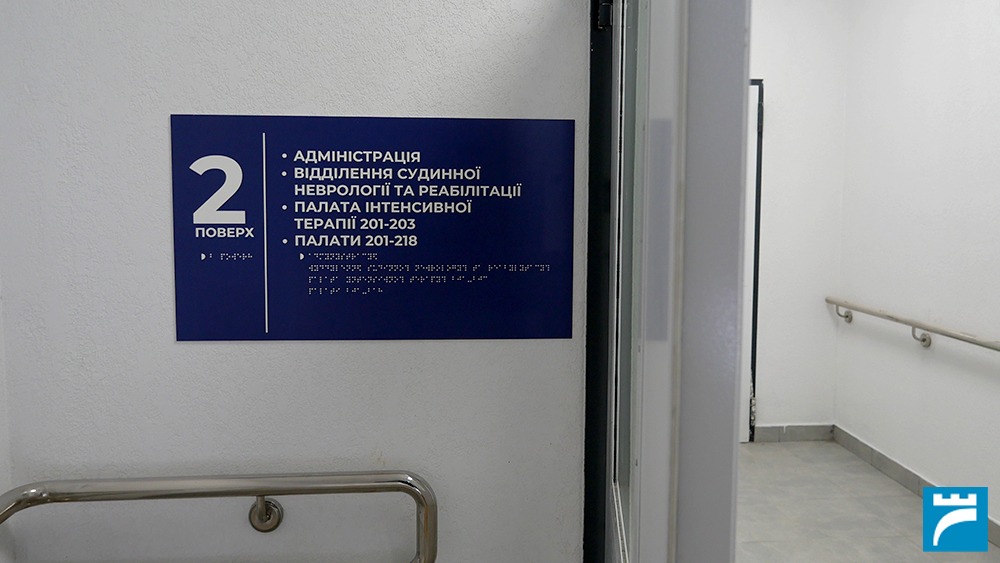 2
ПОВЕРХ
• АДМІНІСТРАЦІЯ
• ВІДДІЛЕННЯ СУДИННОЇ
НЕВРОЛОГІЇ ТА РЕАБІЛІТАЦІЇ
• ПАЛАТА ІНТЕНСИВНОЇ
ТЕРАПІЇ 201-203
• ПАЛАТИ 201-218